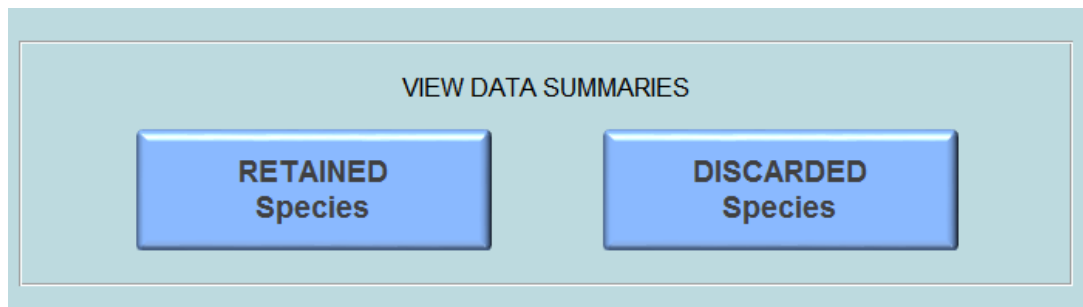 VIEW DATA SUMMARIES
RETAINED
Species
DISCARDED
Species